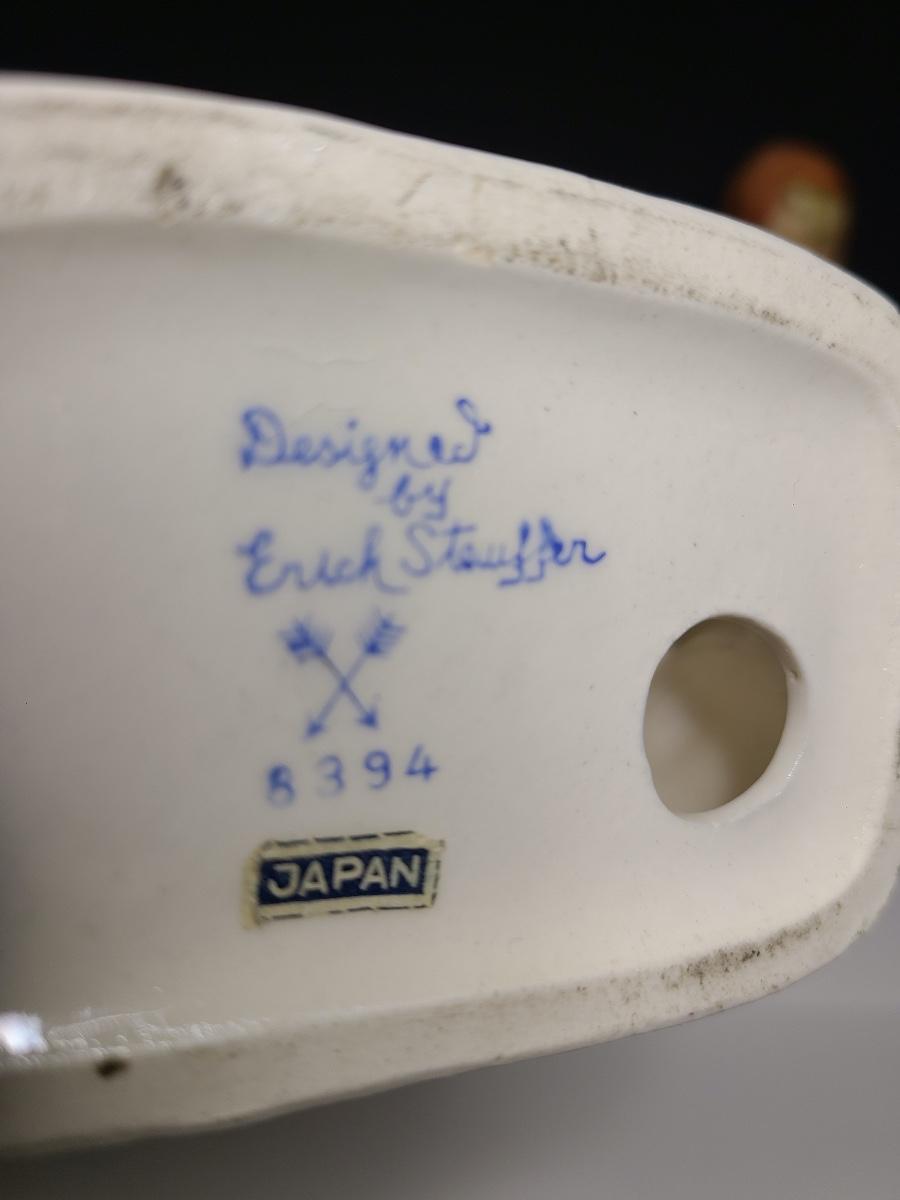 Designed
by
Erich Stauffer
8394
JAPAN